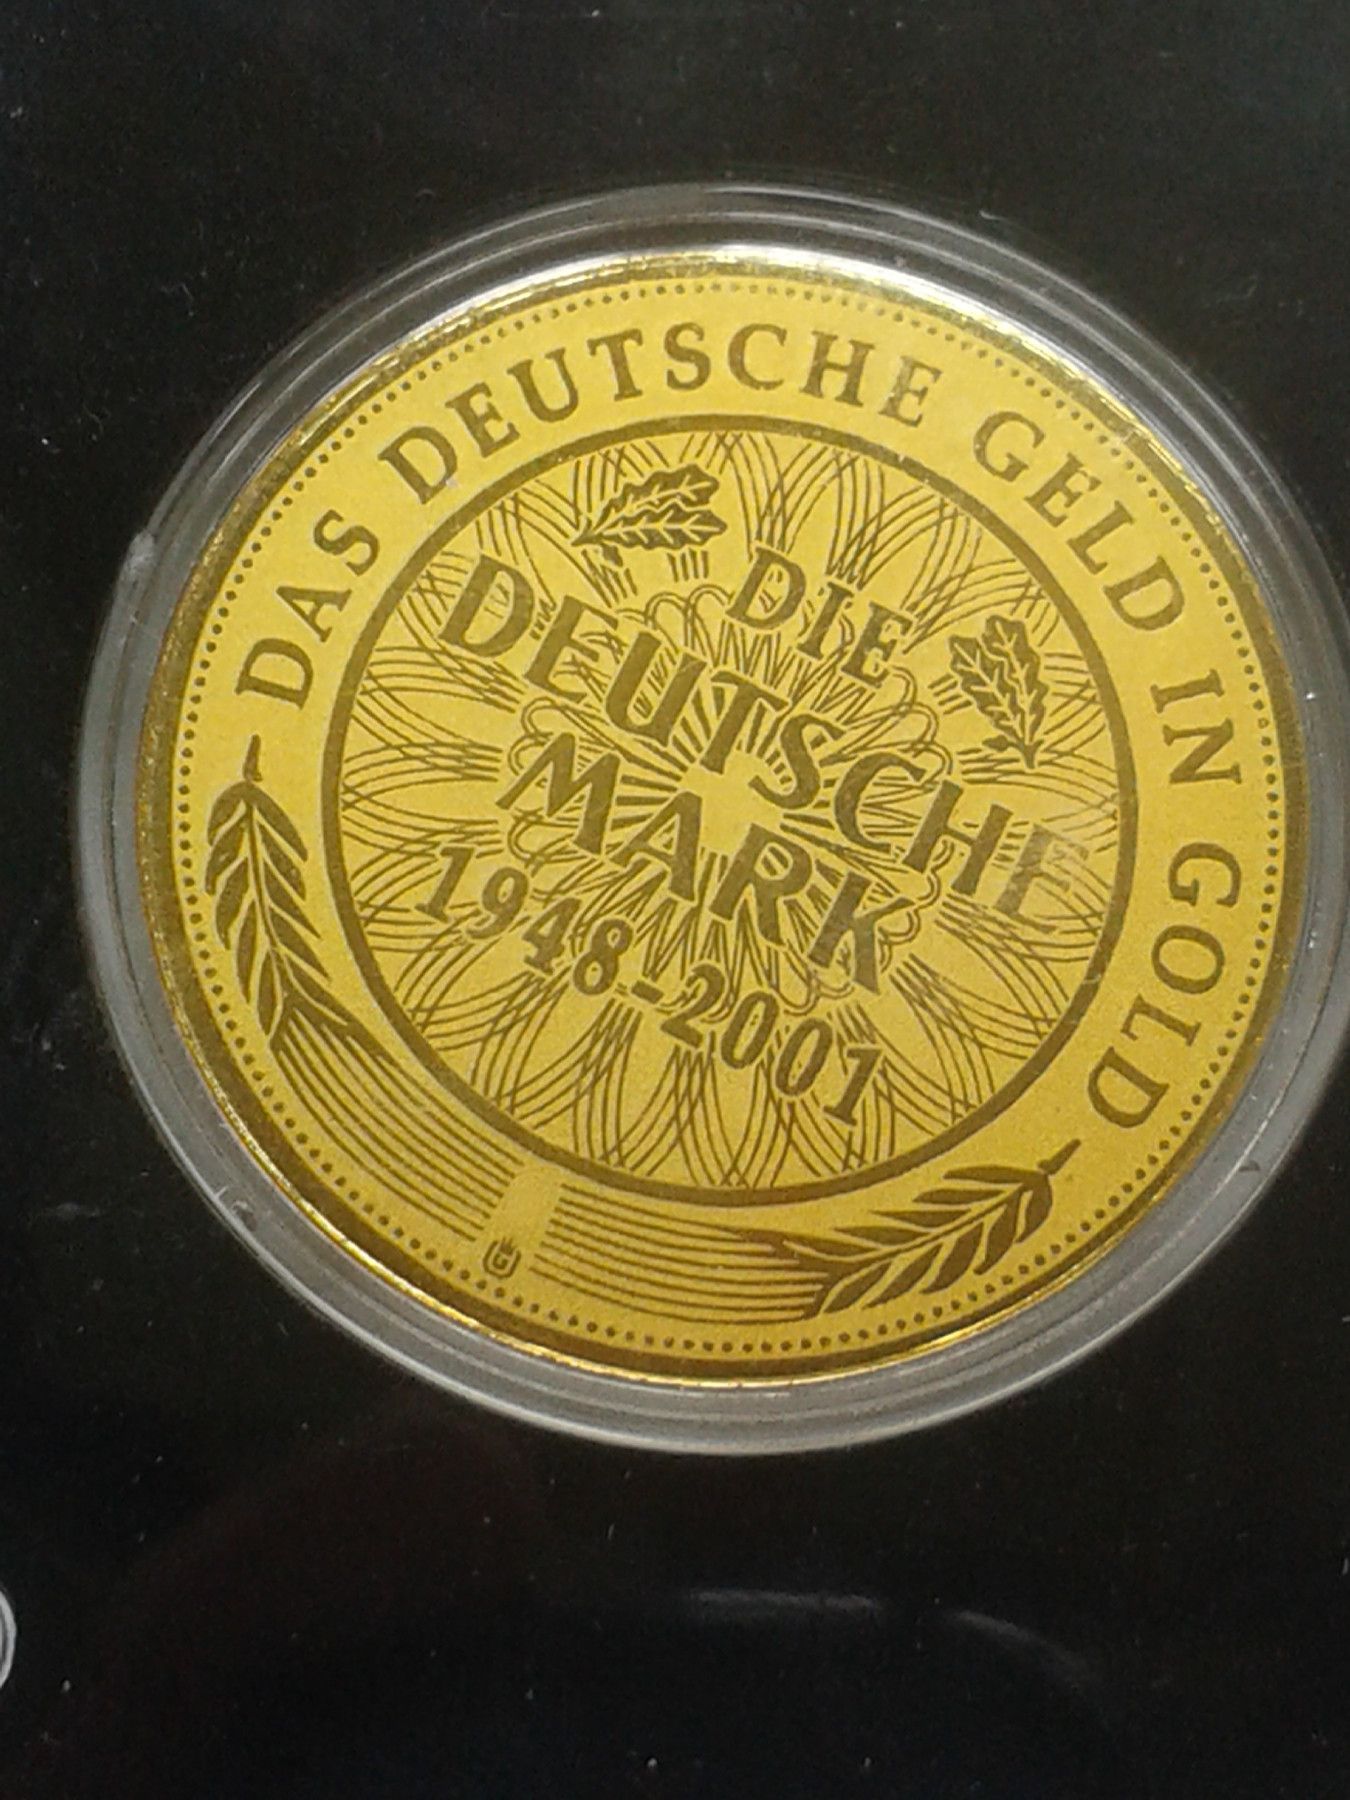 DAS DEUTSCHE GELD IN GOLD
DIE
DEUTSCHE
MARK
1948-2001
G